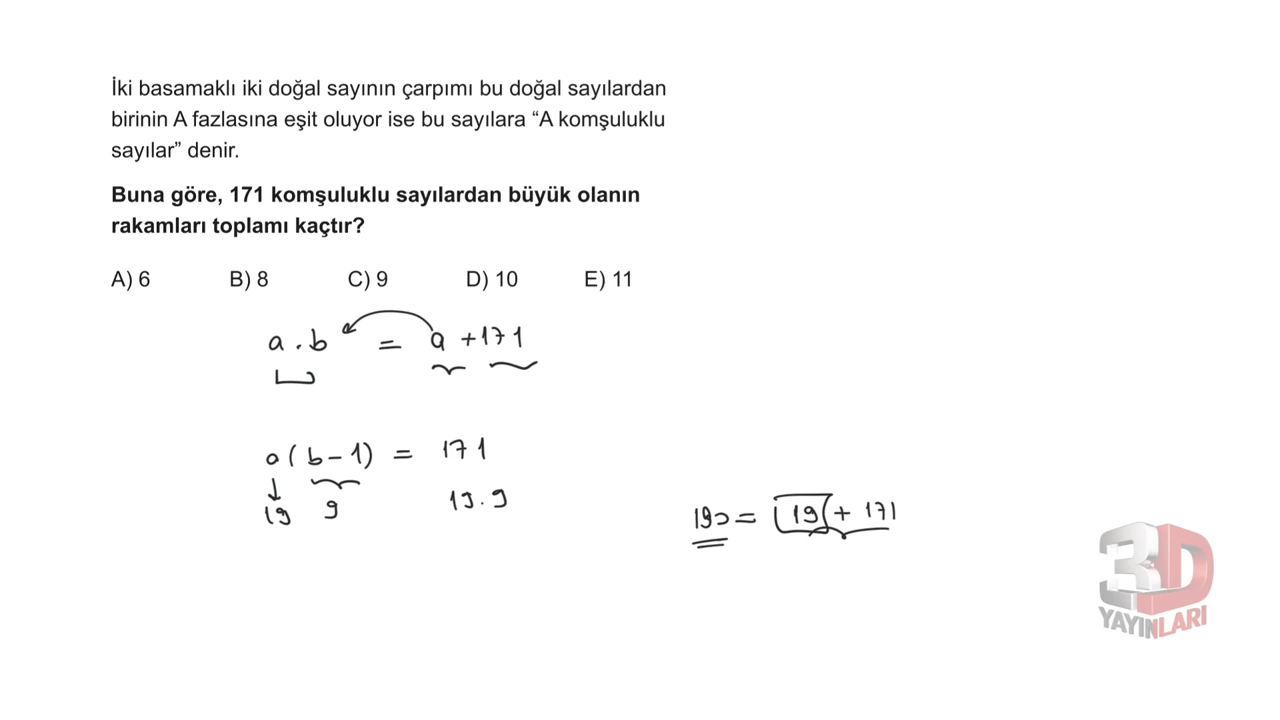 İki basamaklı iki doğal sayının çarpımı bu doğal sayılardan
birinin A fazlasına eşit oluyor ise bu sayılara “A komşuluklu
sayılar” denir.
Buna göre, 171 komşuluklu sayılardan büyük olanın
rakamları toplamı kaçtır?
A) 6 B) 8 C) 9 D) 10 E) 11
a . b = a + 171
a ( b - 1) = 171
19 9 19 . 9
190 = 19 + 171
3D
YAYINLARI